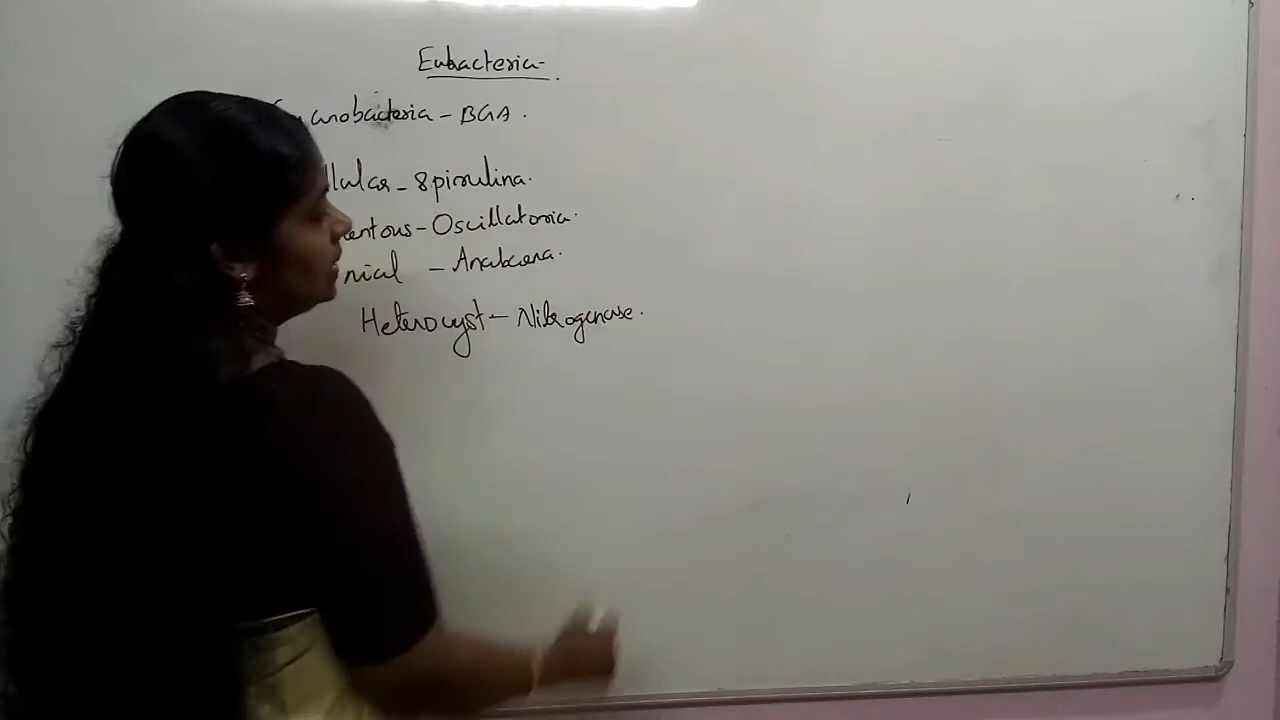 Eubacteria-.
anobacteria - BGA.
llular - Spirulina.
entous - Oscillatoria.
nial - Anabaena.
Heterocyst - Nitrogenase.